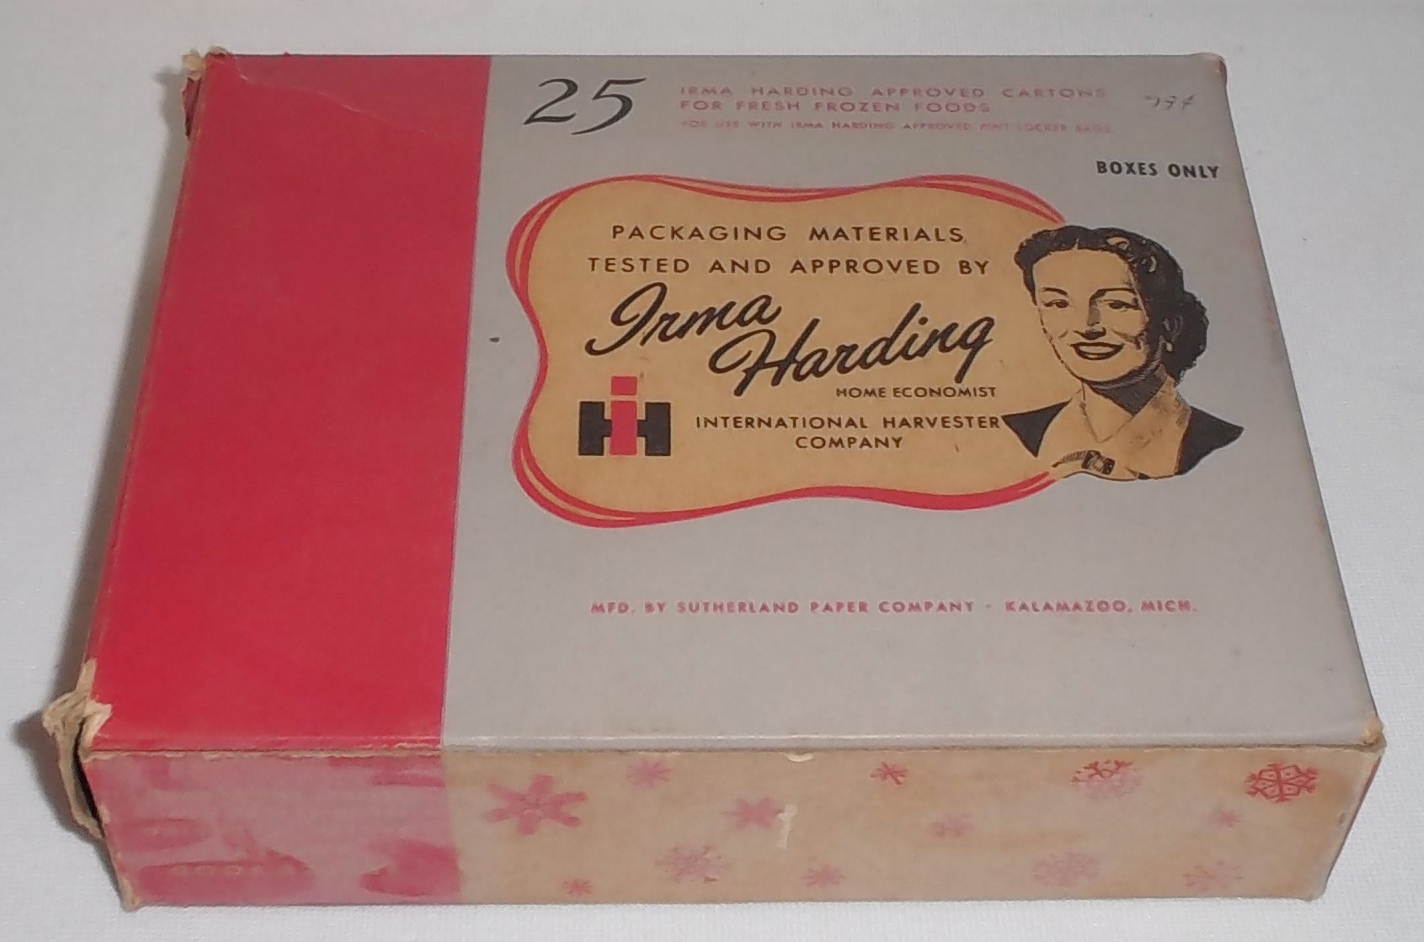 25
IRMA HARDING APPROVED CARTONS
FOR FRESH FROZEN FOODS
FOR USE WITH IRMA HARDING APPROVED PINT LOCKER BAGS
79¢
BOXES ONLY
PACKAGING MATERIALS
TESTED AND APPROVED BY
Irma
Harding
HOME ECONOMIST
IH
INTERNATIONAL HARVESTER
COMPANY
MFD. BY SUTHERLAND PAPER COMPANY - KALAMAZOO, MICH.